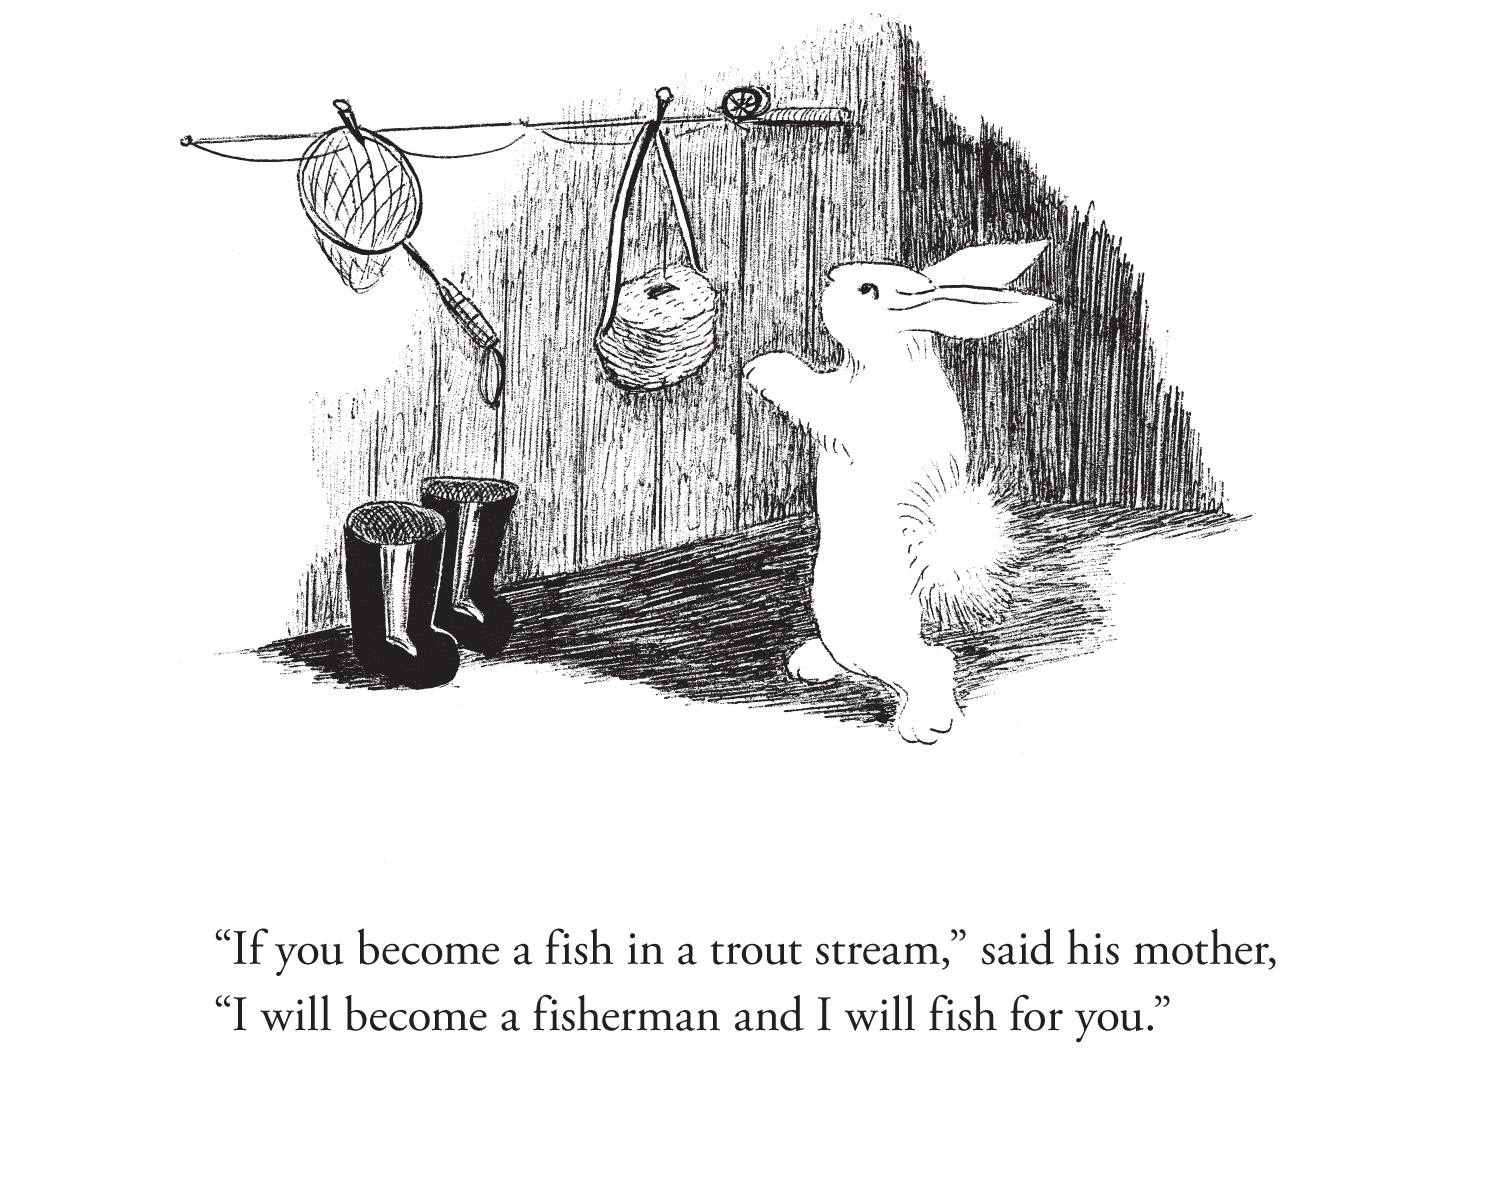 “If you become a fish in a trout stream,” said his mother,
“I will become a fisherman and I will fish for you.”